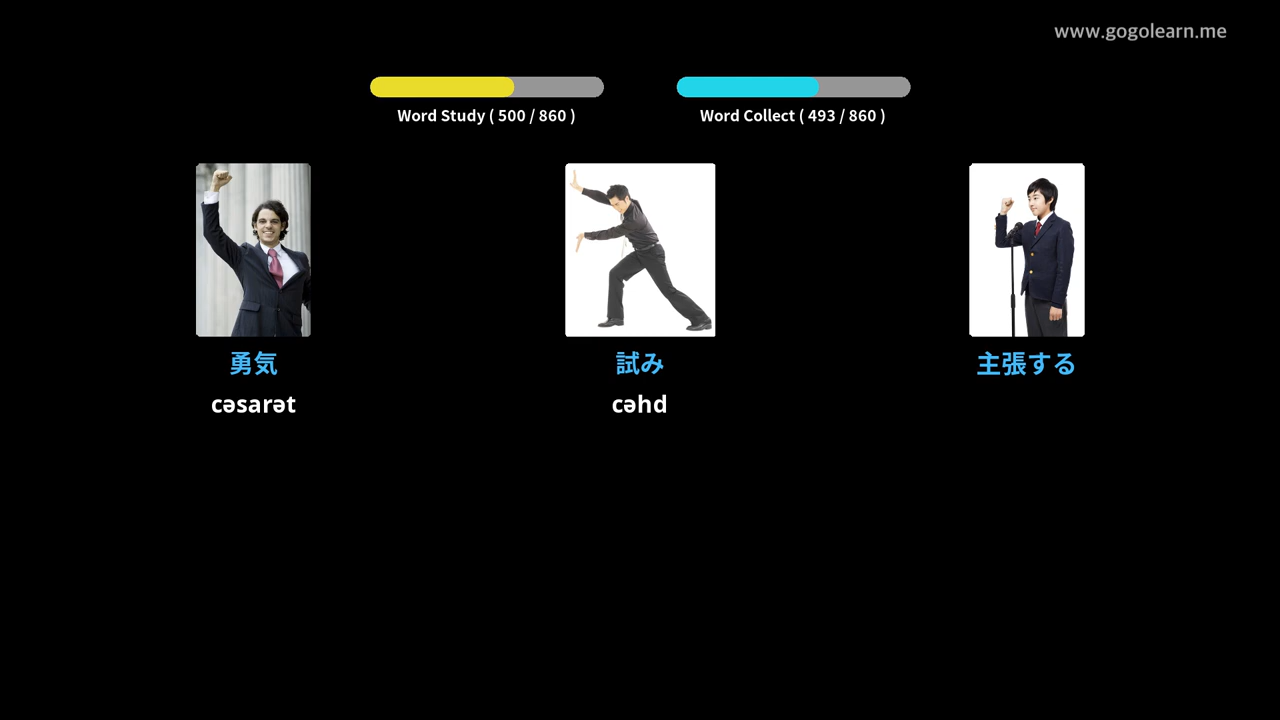 www.gogolearn.me
Word Study ( 500 / 860 )
Word Collect ( 493 / 860 )
勇気
試み
主張する
cəsarət
cəhd